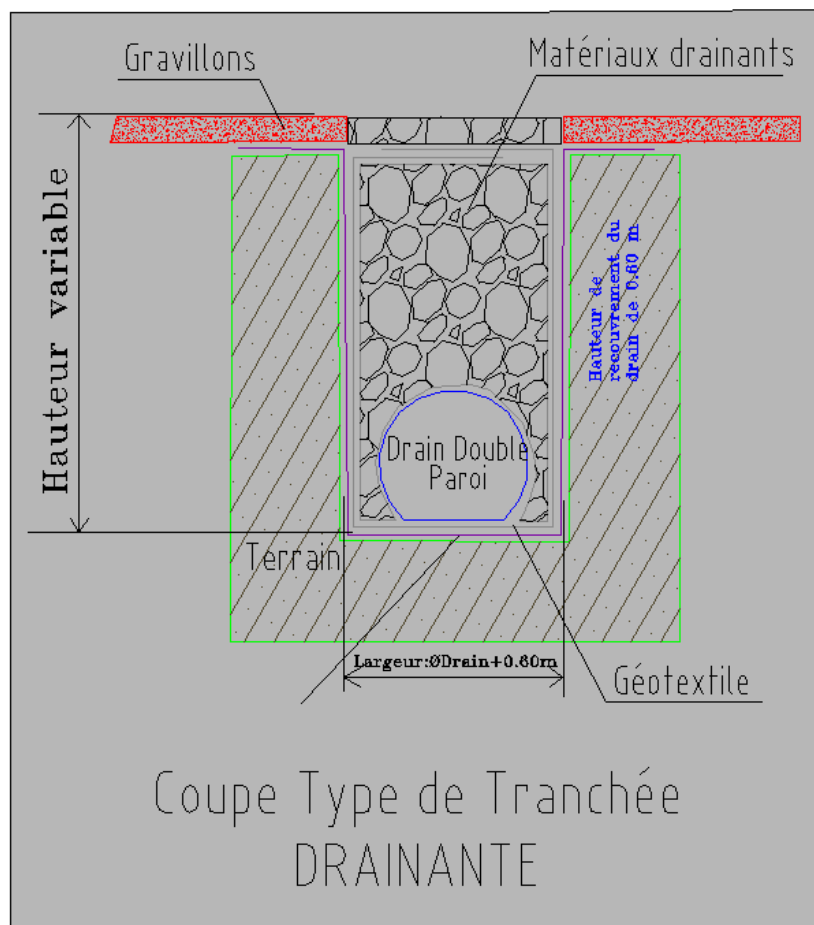 Gravillons
Matériaux drainants
Hauteur variable
Hauteur de
recouvrement du
drain de 0.60 m
Drain Double
Paroi
Terrain
Largeur:ØDrain+0.60m
Géotextile
Coupe Type de Tranchée
DRAINANTE